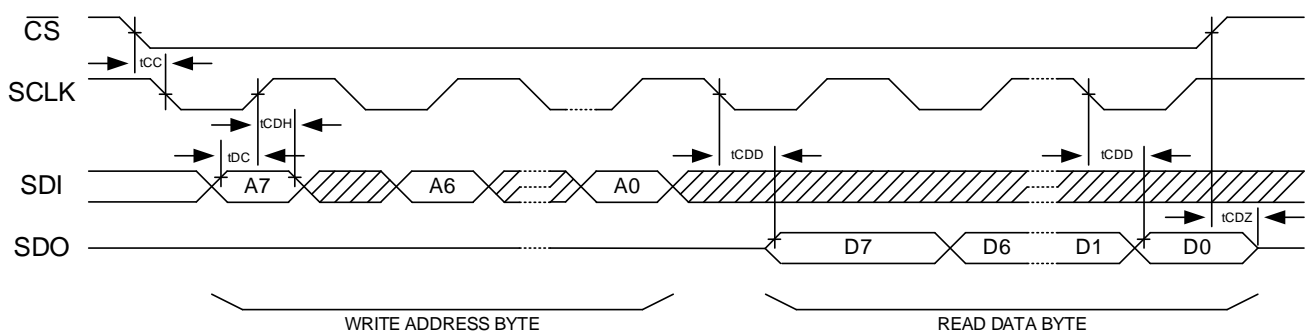 CS
tCC
SCLK
tCDH
tDC
tCDD
tCDD
SDI
A7
A6
A0
tCDZ
SDO
D7
D6
D1
D0
WRITE ADDRESS BYTE
READ DATA BYTE